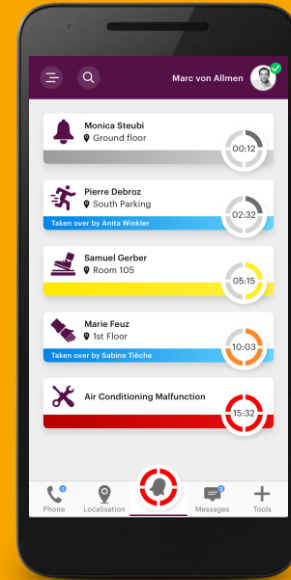 Marc von Allmen
Monica Steubi
Ground floor
00:12
Pierre Debroz
South Parking
02:32
Taken over by Anita Winkler
Samuel Gerber
Room 105
05:15
Marie Feuz
1st Floor
10:03
Taken over by Sabine Tièche
Air Conditioning Malfunction
15:32
Phone
Localisation
Messages
Tools